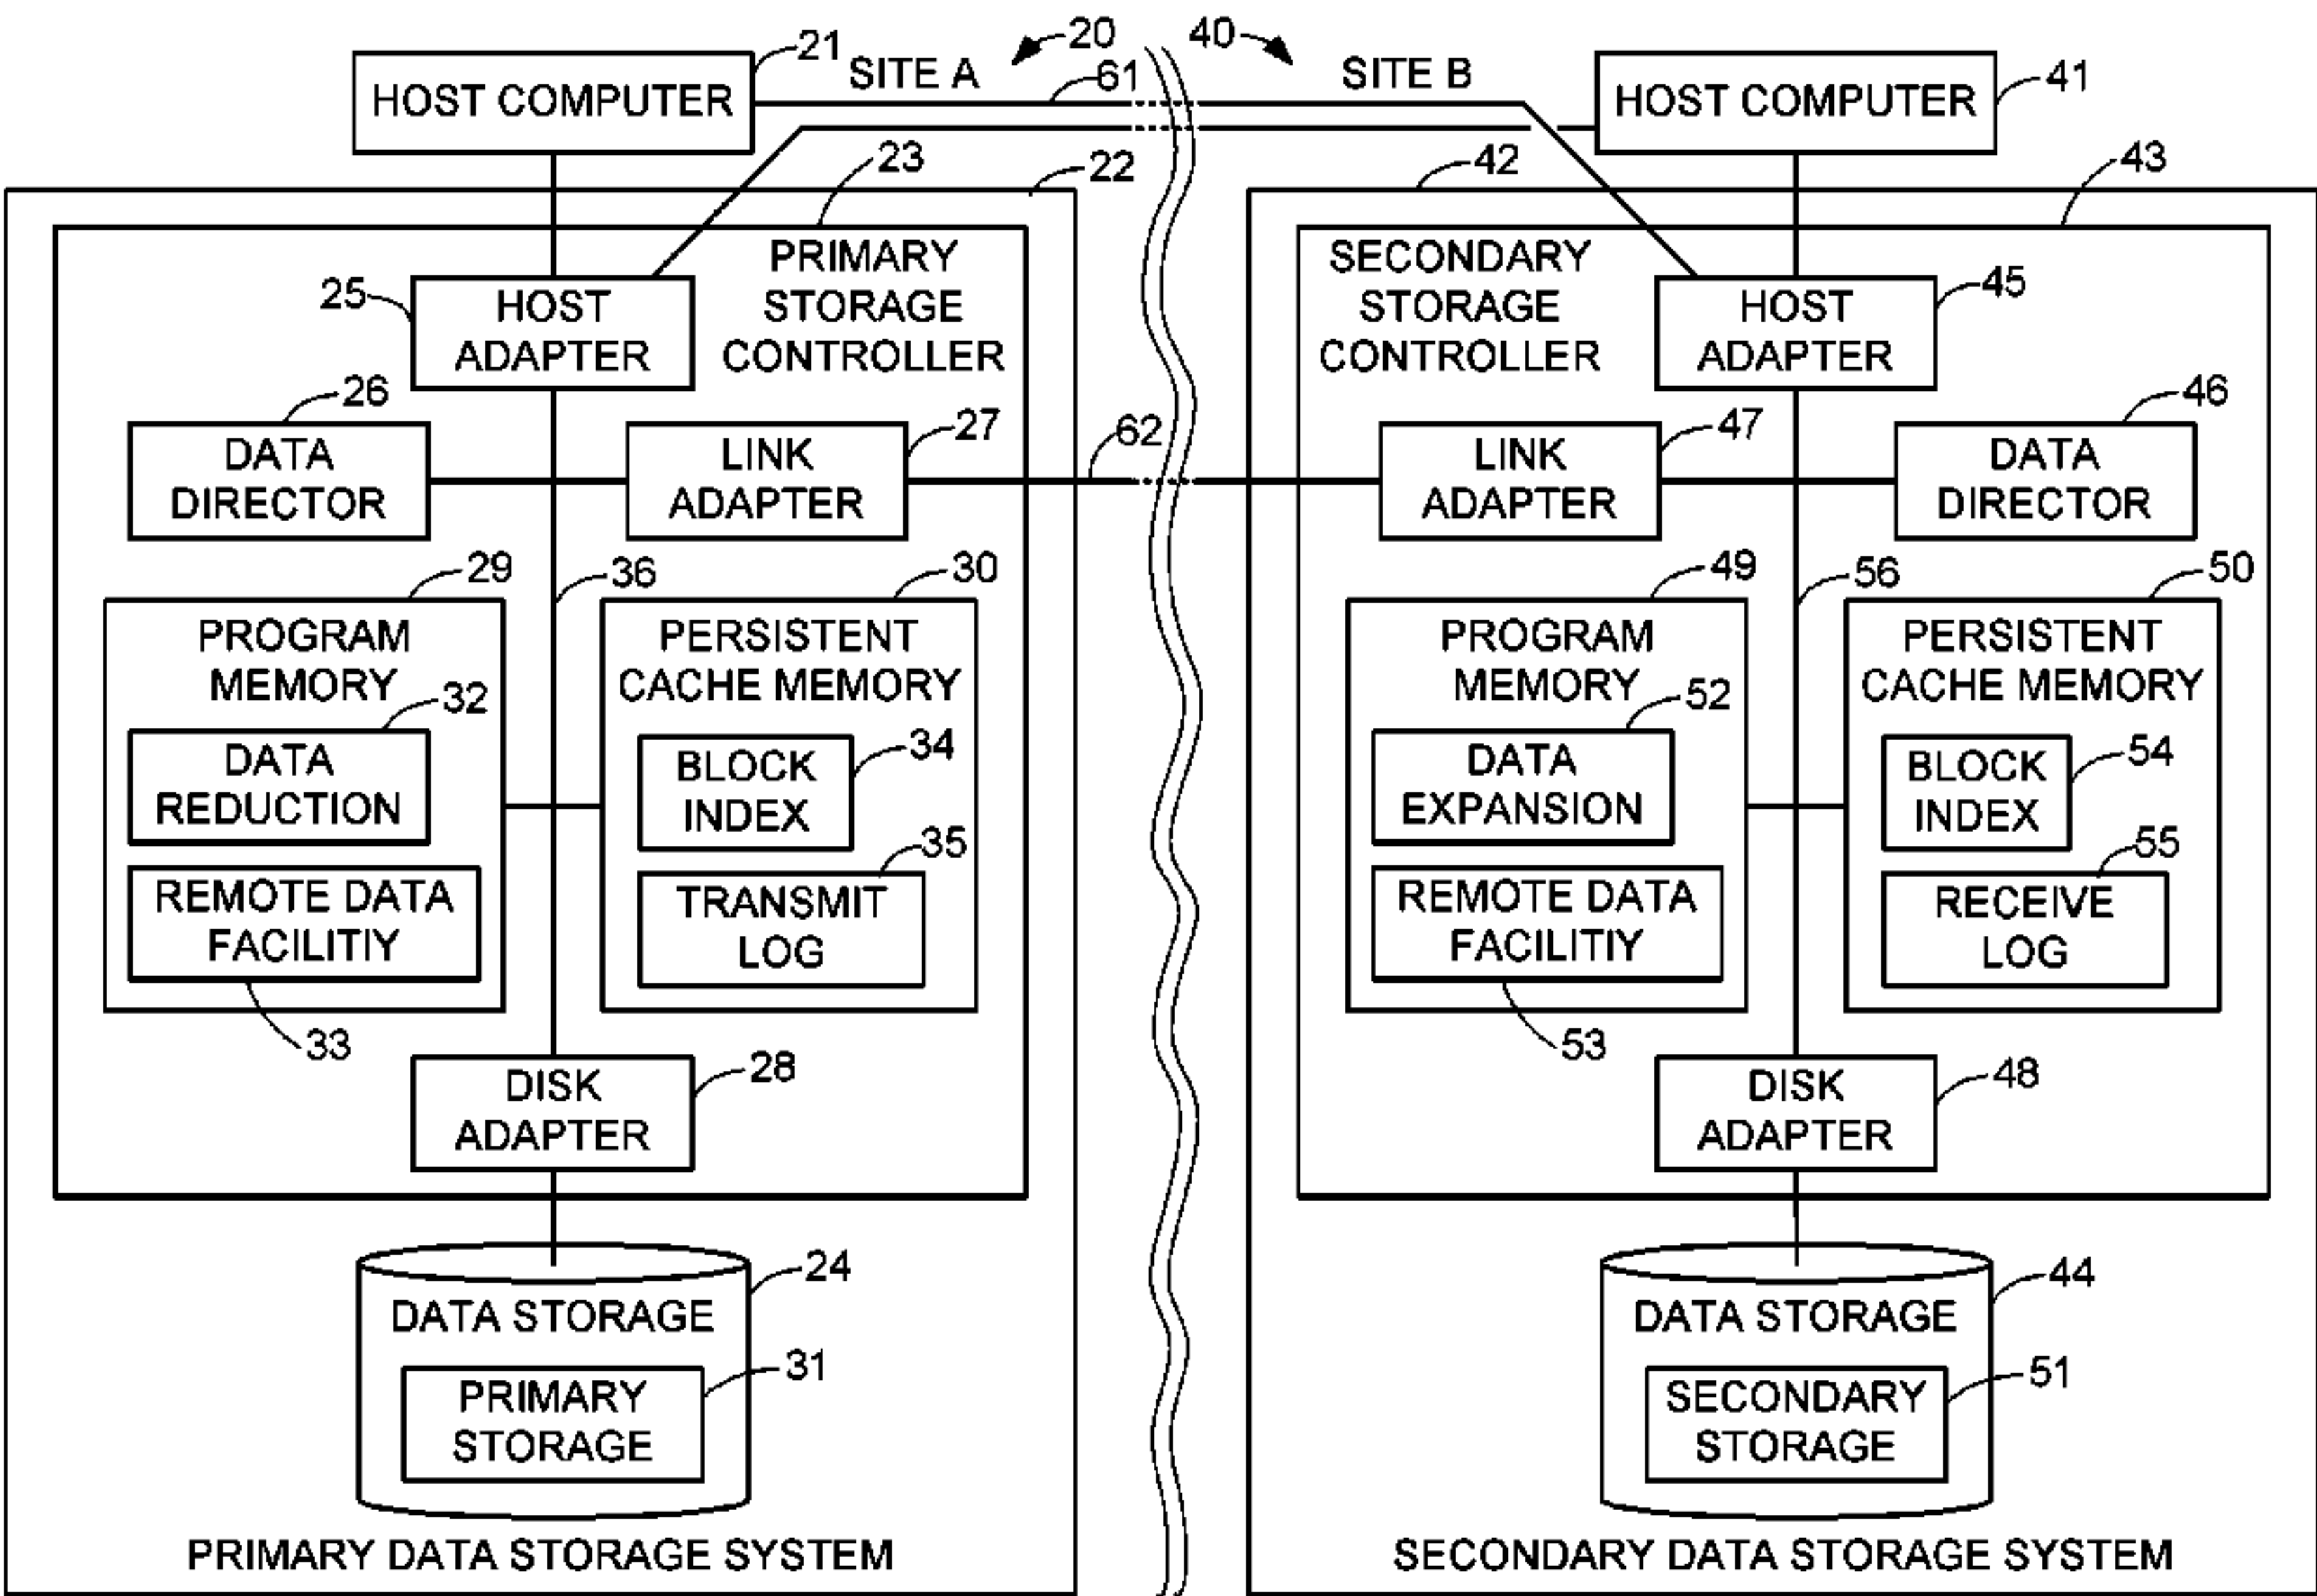 20
40
21
SITE A
61
SITE B
41
HOST COMPUTER
HOST COMPUTER
23
22
42
43
PRIMARY
STORAGE
CONTROLLER
25
HOST
ADAPTER
26
DATA
DIRECTOR
LINK
ADAPTER
27
62
29
PROGRAM
MEMORY
36
30
PERSISTENT
CACHE MEMORY
32
DATA
REDUCTION
34
BLOCK
INDEX
REMOTE DATA
FACILITIY
33
35
TRANSMIT
LOG
DISK
ADAPTER
28
24
DATA STORAGE
31
PRIMARY
STORAGE
PRIMARY DATA STORAGE SYSTEM
SECONDARY
STORAGE
CONTROLLER
HOST
ADAPTER
45
LINK
ADAPTER
47
46
DATA
DIRECTOR
49
PROGRAM
MEMORY
56
50
PERSISTENT
CACHE MEMORY
52
DATA
EXPANSION
BLOCK
INDEX
54
REMOTE DATA
FACILITIY
53
55
RECEIVE
LOG
DISK
ADAPTER
48
44
DATA STORAGE
51
SECONDARY
STORAGE
SECONDARY DATA STORAGE SYSTEM